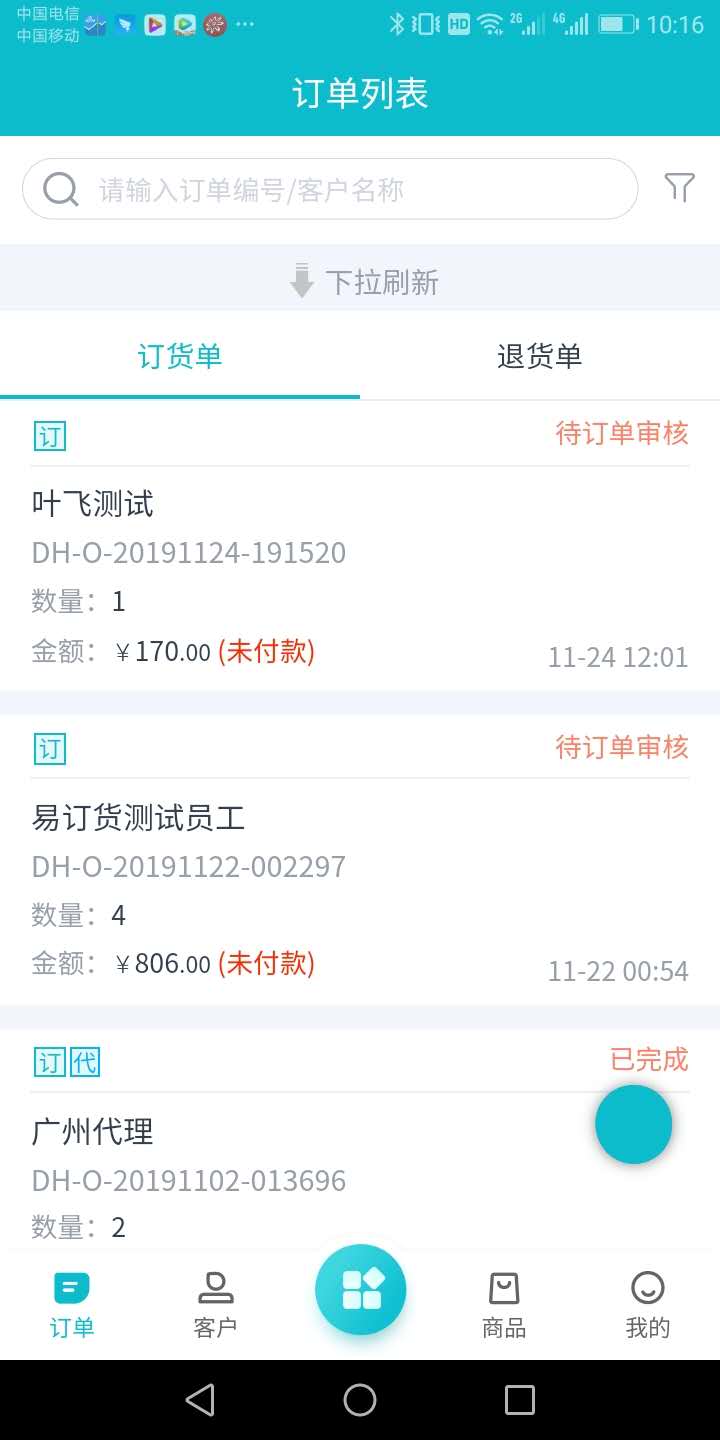 中国电信
中国移动
HD 2G 4G 10:16
订单列表
请输入订单编号/客户名称
下拉刷新
订货单 退货单
订 待订单审核
叶飞测试
DH-O-20191124-191520
数量：1
金额：￥170.00 (未付款) 11-24 12:01
订 待订单审核
易订货测试员工
DH-O-20191122-002297
数量：4
金额：￥806.00 (未付款) 11-22 00:54
订 代 已完成
广州代理
DH-O-20191102-013696
数量：2
订单 客户 商品 我的